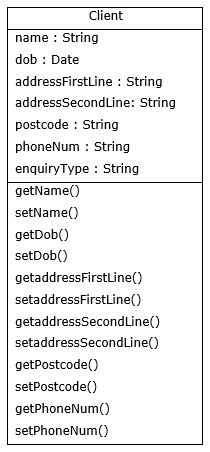 Client
name : String
dob : Date
addressFirstLine : String
addressSecondLine: String
postcode : String
phoneNum : String
enquiryType : String
getName()
setName()
getDob()
setDob()
getaddressFirstLine()
setaddressFirstLine()
getaddressSecondLine()
setaddressSecondLine()
getPostcode()
setPostcode()
getPhoneNum()
setPhoneNum()